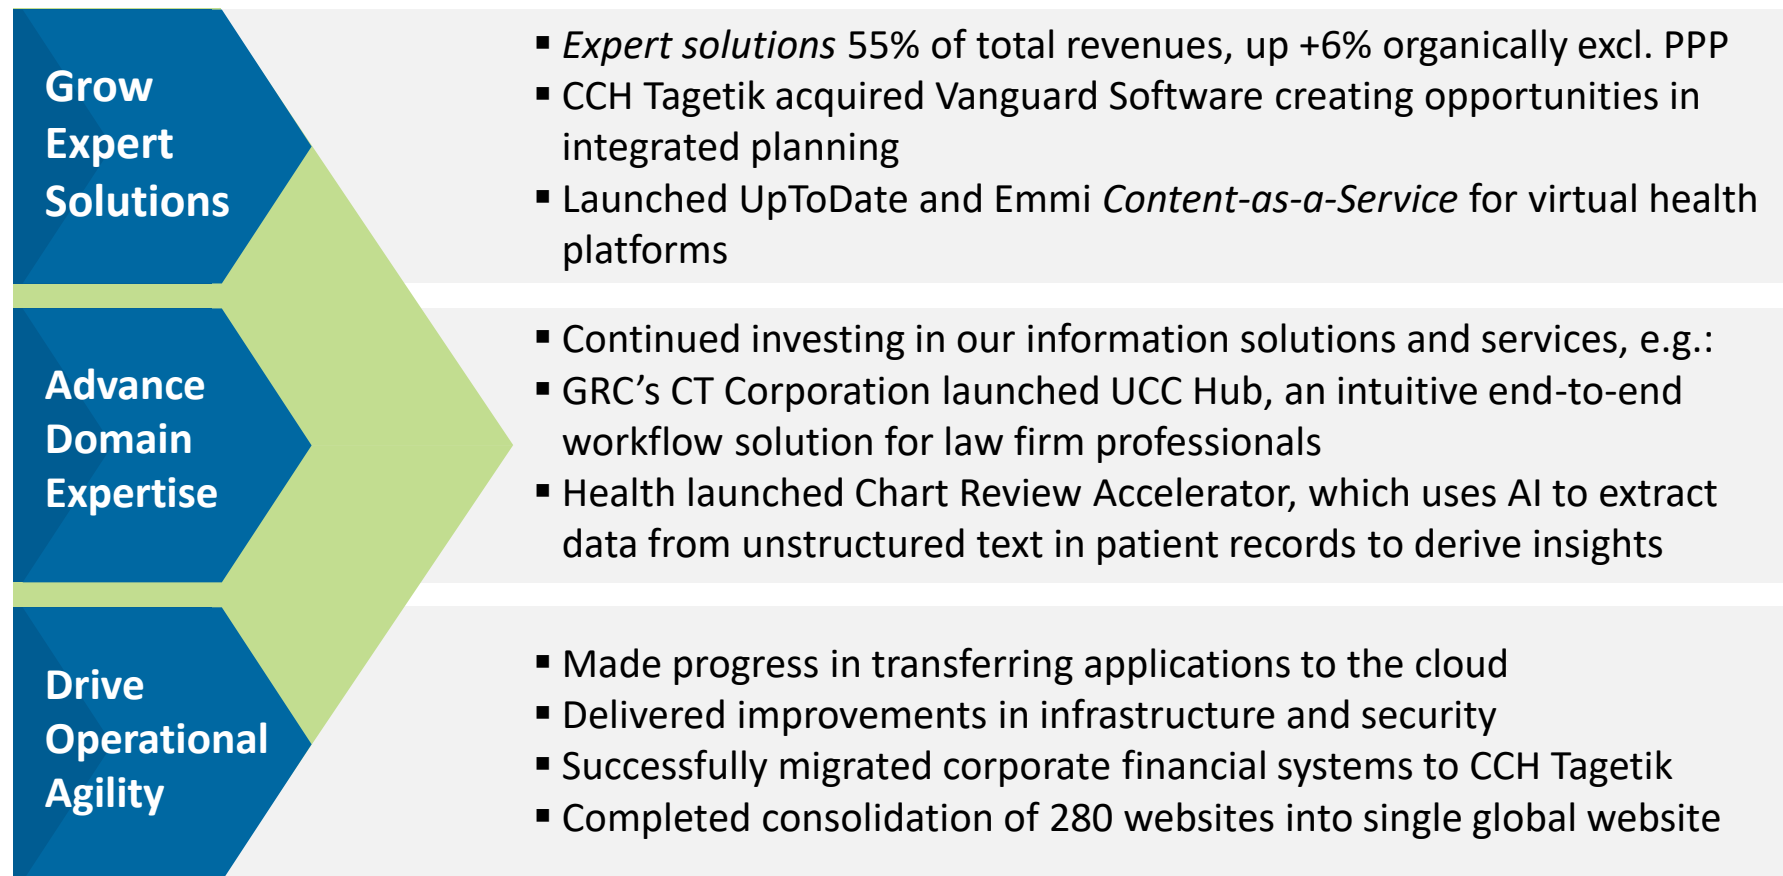 Grow
Expert
Solutions
▪ Expert solutions 55% of total revenues, up +6% organically excl. PPP
▪ CCH Tagetik acquired Vanguard Software creating opportunities in
integrated planning
▪ Launched UpToDate and Emmi Content-as-a-Service for virtual health
platforms
Advance
Domain
Expertise
▪ Continued investing in our information solutions and services, e.g.:
▪ GRC’s CT Corporation launched UCC Hub, an intuitive end-to-end
workflow solution for law firm professionals
▪ Health launched Chart Review Accelerator, which uses AI to extract
data from unstructured text in patient records to derive insights
Drive
Operational
Agility
▪ Made progress in transferring applications to the cloud
▪ Delivered improvements in infrastructure and security
▪ Successfully migrated corporate financial systems to CCH Tagetik
▪ Completed consolidation of 280 websites into single global website